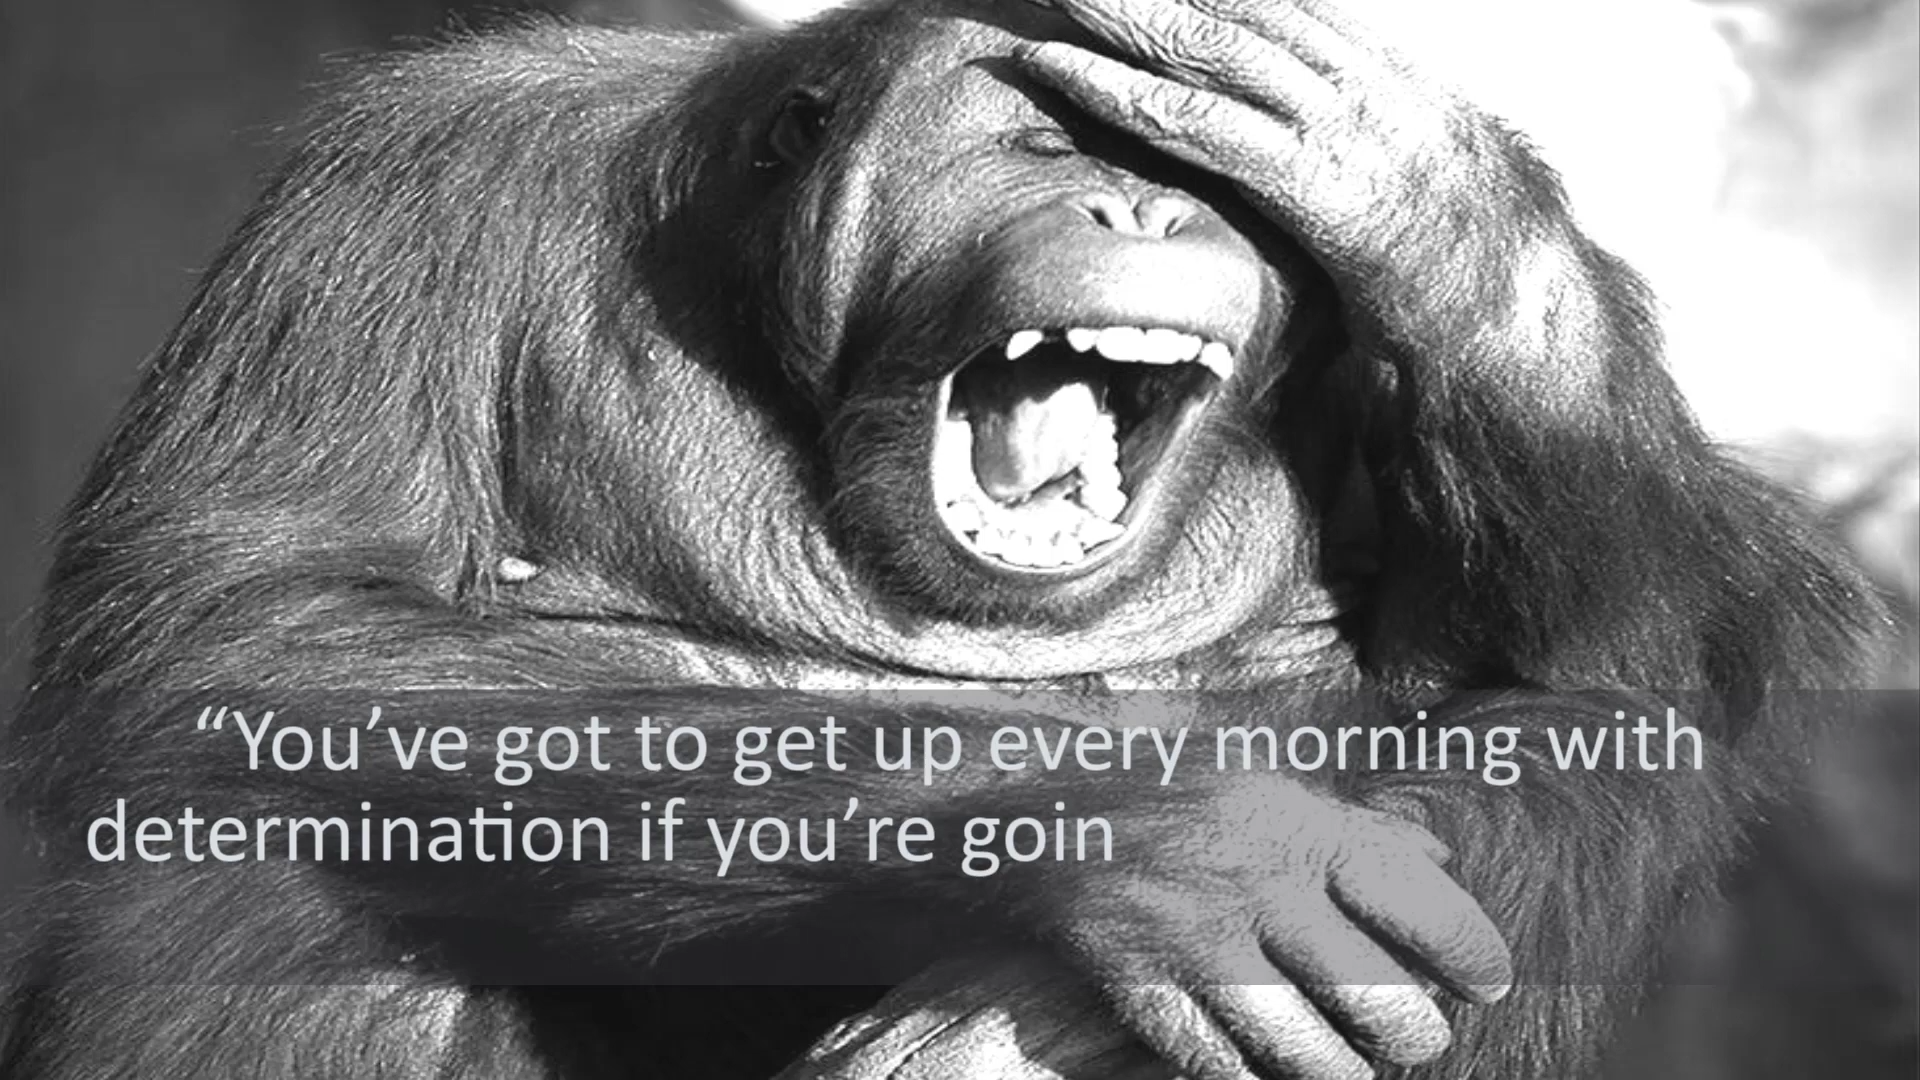 “You’ve got to get up every morning with
determination if you’re goin